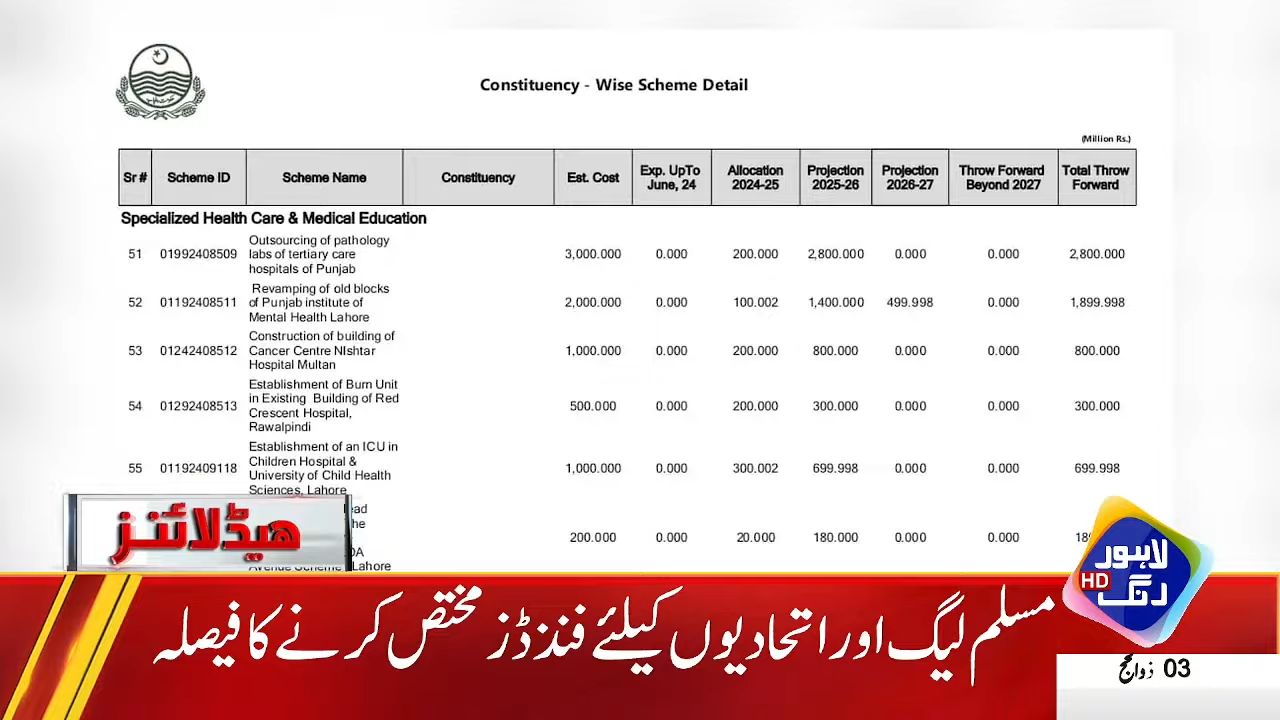 Constituency - Wise Scheme Detail
(Million Rs.)
Sr # Scheme ID Scheme Name Constituency Est. Cost Exp. UpTo June, 24 Allocation 2024-25 Projection 2025-26 Projection 2026-27 Throw Forward Beyond 2027 Total Throw Forward
Specialized Health Care & Medical Education
Outsourcing of pathology
51 01992408509 labs of tertiary care 3,000.000 0.000 200.000 2,800.000 0.000 0.000 2,800.000
hospitals of Punjab
Revamping of old blocks
52 01192408511 of Punjab institute of 2,000.000 0.000 100.002 1,400.000 499.998 0.000 1,899.998
Mental Health Lahore
Construction of building of
53 01242408512 Cancer Centre NIshtar 1,000.000 0.000 200.000 800.000 0.000 0.000 800.000
Hospital Multan
Establishment of Burn Unit
in Existing Building of Red
54 01292408513 Crescent Hospital, 500.000 0.000 200.000 300.000 0.000 0.000 300.000
Rawalpindi
Establishment of an ICU in
Children Hospital &
55 01192409118 University of Child Health 1,000.000 0.000 300.002 699.998 0.000 0.000 699.998
Sciences, Lahore
200.000 0.000 20.000 180.000 0.000 0.000
Avenue Scheme Lahore
ہیڈلائنز
لاہور
HD رنگ
مسلم لیگ اور اتحادیوں کیلئے فنڈز مختص کرنے کا فیصلہ
03 ذوالحج